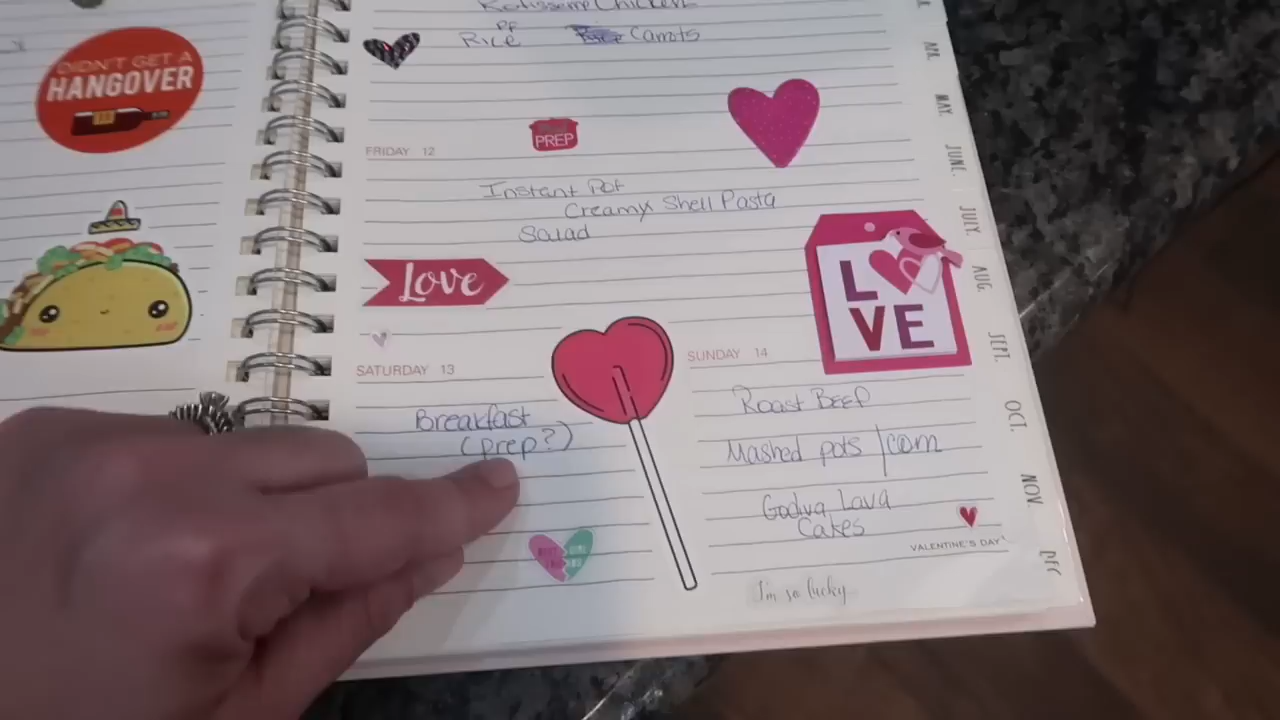 DIDN'T GET A
HANGOVER
Rotisserie Chicken
PP
Rice Carrots
FRIDAY 12
PREP
Instant Pot
Creamy Shell Pasta
Salad
Love
LOVE
SATURDAY 13
Breakfast
(prep?)
SUNDAY 14
Roast Beef
Mashed pots / corn
Godiva Lava
Cakes
VALENTINE'S DAY
I'm so lucky
APR.
MAY.
JUNE.
JULY.
AUG.
SEPT.
OCT.
NOV.
DEC